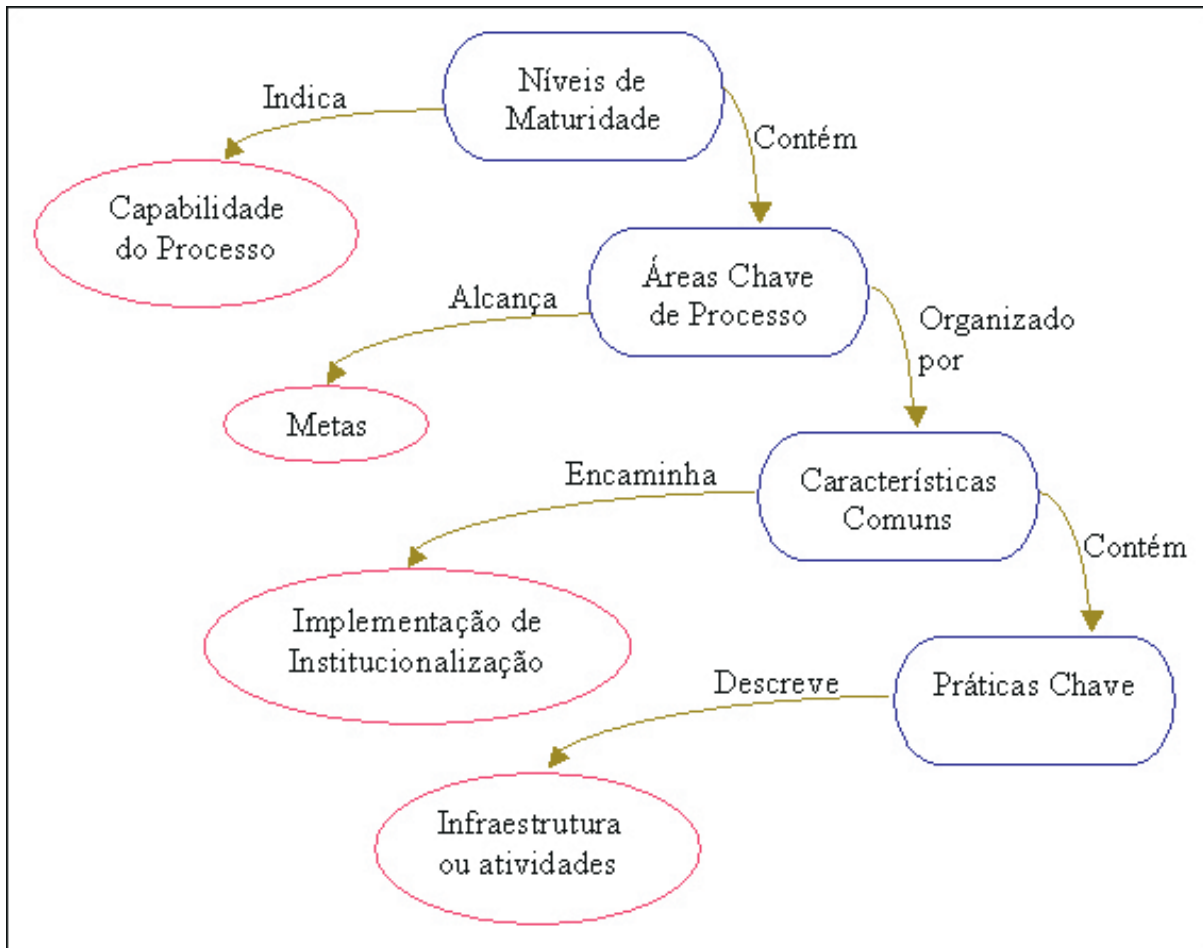 Níveis de
Maturidade
Indica
Contém
Capabilidade
do Processo
Áreas Chave
de Processo
Alcança
Organizado
por
Metas
Encaminha
Característísticas
Comuns
Contém
Implementação de
Institucionalização
Descreve
Práticas Chave
Infraestrutura
ou atividades